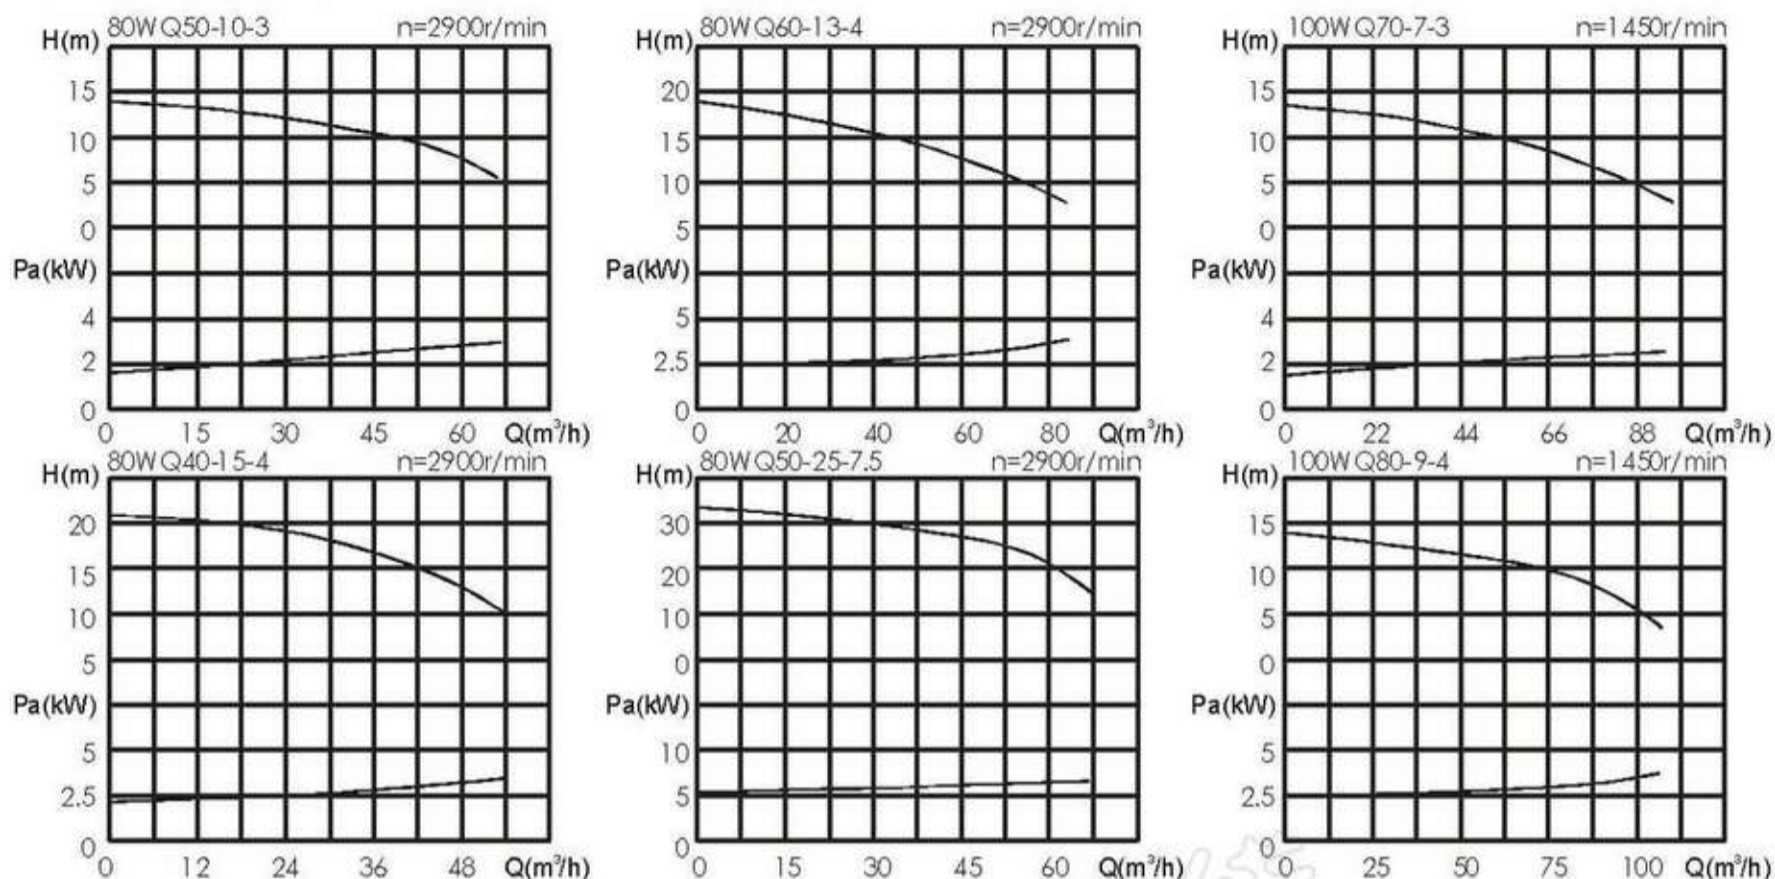 80WQ50-10-3 n=2900r/min
H(m)
15
10
5
0
Pa(kW)
4
2
0
0 15 30 45 60 Q(m³/h)
80WQ60-13-4 n=2900r/min
H(m)
20
15
10
5
Pa(kW)
5
2.5
0
0 20 40 60 80 Q(m³/h)
100WQ70-7-3 n=1450r/min
H(m)
15
10
5
0
Pa(kW)
4
2
0
0 22 44 66 88 Q(m³/h)
80WQ40-15-4 n=2900r/min
H(m)
20
15
10
5
Pa(kW)
5
2.5
0
0 12 24 36 48 Q(m³/h)
80WQ50-25-7.5 n=2900r/min
H(m)
30
20
10
0
Pa(kW)
10
5
0
0 15 30 45 60 Q(m³/h)
100WQ80-9-4 n=1450r/min
H(m)
15
10
5
0
Pa(kW)
5
2.5
0
0 25 50 75 100 Q(m³/h)